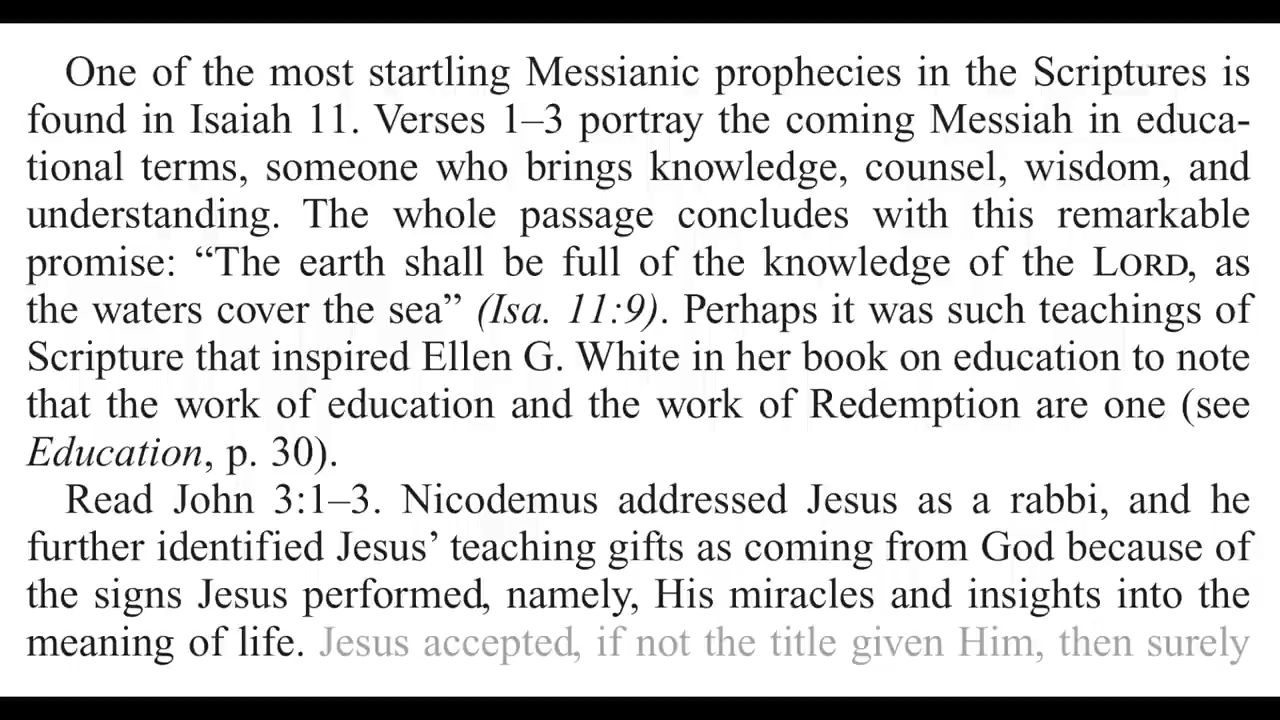 One of the most startling Messianic prophecies in the Scriptures is
found in Isaiah 11. Verses 1–3 portray the coming Messiah in educa-
tional terms, someone who brings knowledge, counsel, wisdom, and
understanding. The whole passage concludes with this remarkable
promise: “The earth shall be full of the knowledge of the LORD, as
the waters cover the sea” (Isa. 11:9). Perhaps it was such teachings of
Scripture that inspired Ellen G. White in her book on education to note
that the work of education and the work of Redemption are one (see
Education, p. 30).
Read John 3:1–3. Nicodemus addressed Jesus as a rabbi, and he
further identified Jesus’ teaching gifts as coming from God because of
the signs Jesus performed, namely, His miracles and insights into the
meaning of life. Jesus accepted, if not the title given Him, then surely